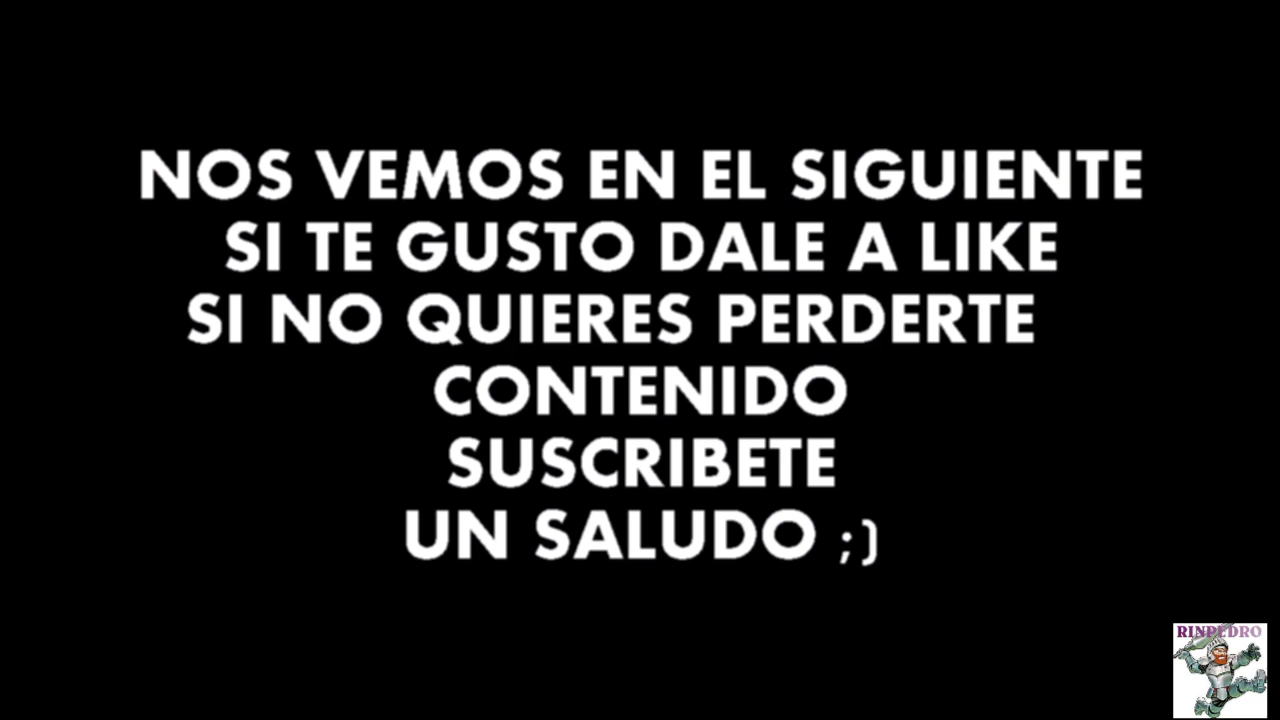 NOS VEMOS EN EL SIGUIENTE
SI TE GUSTO DALE A LIKE
SI NO QUIERES PERDERTE
CONTENIDO
SUSCRIBETE
UN SALUDO ;)
RINPEDRO